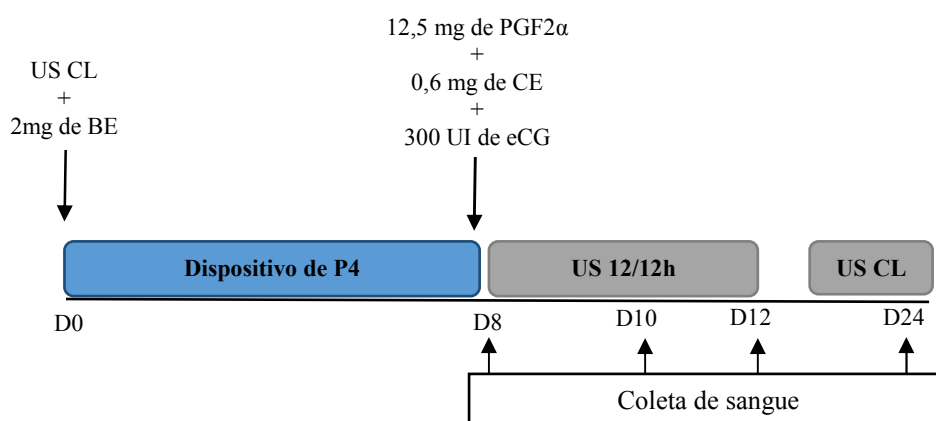 US CL
+
2mg de BE
12,5 mg de PGF2α
+
0,6 mg de CE
+
300 UI de eCG
Dispositivo de P4
US 12/12h
US CL
D0
D8
D10
D12
D24
Coleta de sangue